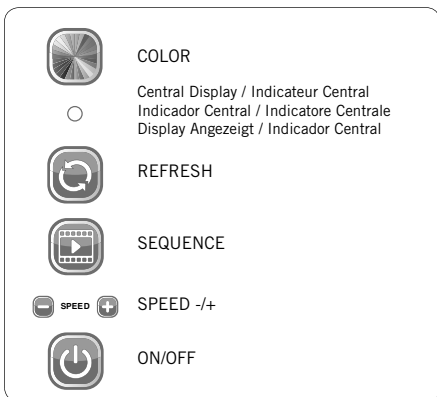 COLOR
Central Display / Indicateur Central
Indicador Central / Indicatore Centrale
Display Angezeigt / Indicador Central
REFRESH
SEQUENCE
SPEED SPEED -/+
ON/OFF